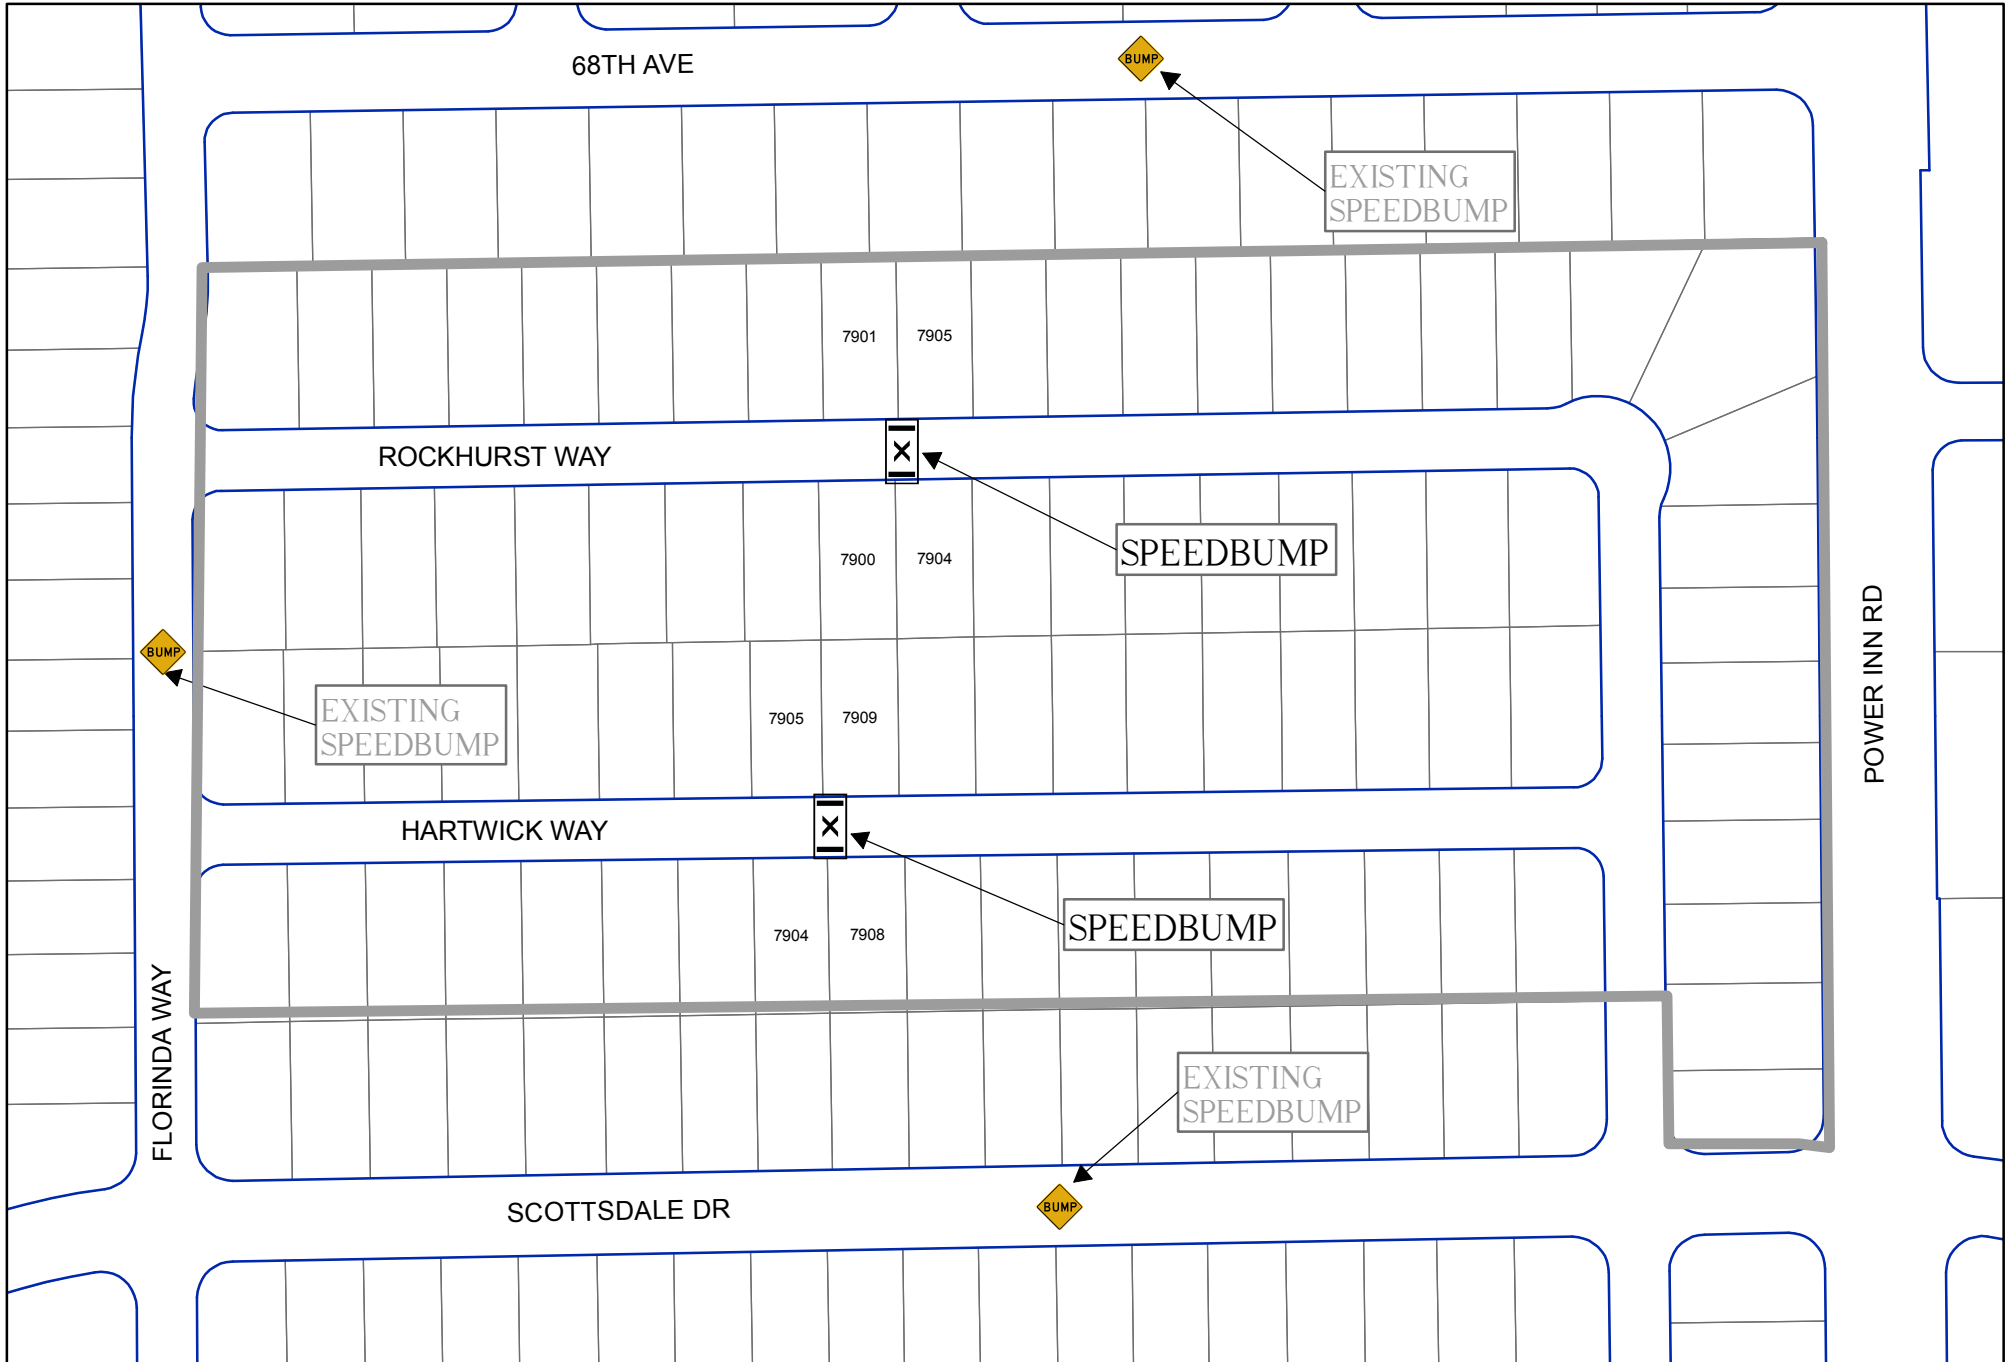 68TH AVE
BUMP
EXISTING
SPEEDBUMP
7901
7905
ROCKHURST WAY
X
SPEEDBUMP
7900
7904
BUMP
EXISTING
SPEEDBUMP
7905
7909
POWER INN RD
HARTWICK WAY
X
SPEEDBUMP
7904
7908
FLORINDA WAY
EXISTING
SPEEDBUMP
SCOTTSDALE DR
BUMP